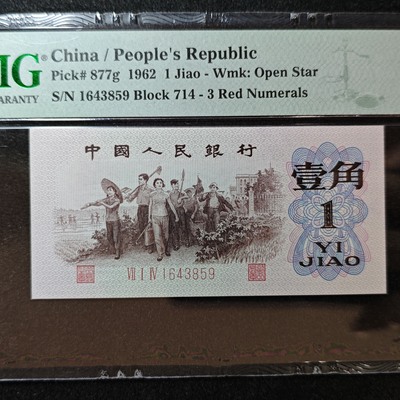 MG® China / People's Republic
ARANTY Pick# 877g 1962 1 Jiao - Wmk: Open Star
S/N 1643859 Block 714 - 3 Red Numerals
中國人民銀行
壹角
1
YI
JIAO
VII I IV 1643859